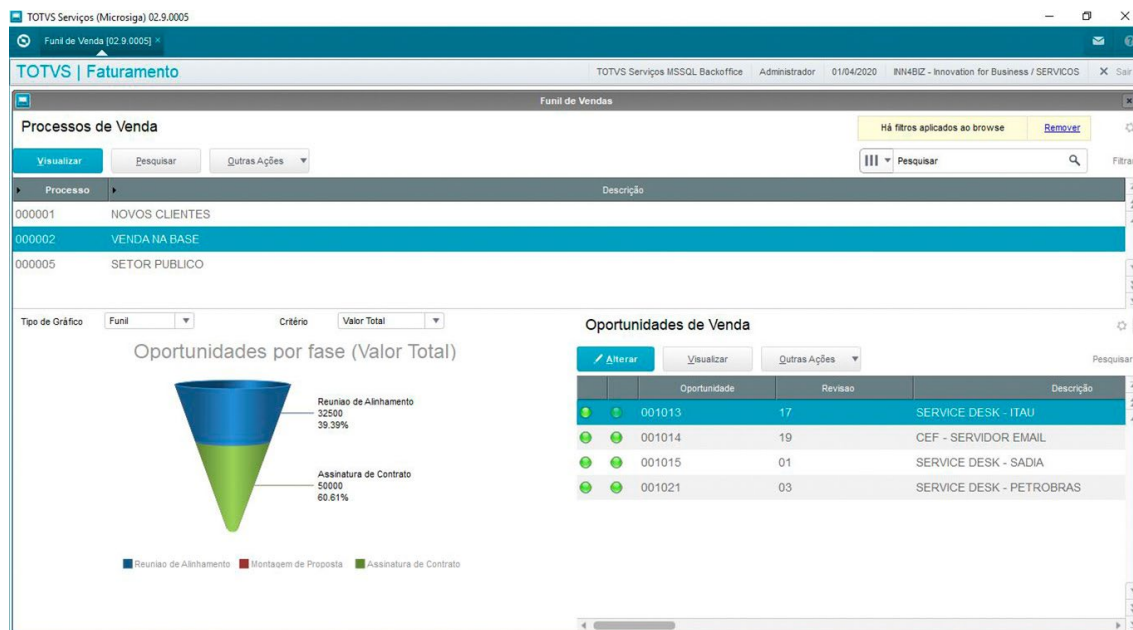 TOTVS Serviços (Microsiga) 02.9.0005
Funil de Venda [02.9.0005] ×
TOTVS | Faturamento
TOTVS Serviços MSSQL Backoffice Administrador 01/04/2020 INN4BIZ - Innovation for Business / SERVICOS X Sair
Funil de Vendas
Processos de Venda
Há filtros aplicados ao browse Remover
Visualizar Pesquisar Outras Ações
Pesquisar
Filtra
Processo Descrição
000001 NOVOS CLIENTES
000002 VENDA NA BASE
000005 SETOR PUBLICO
Tipo de Gráfico Funil Critério Valor Total
Oportunidades por fase (Valor Total)
Reuniao de Alinhamento
32500
39.39%
Assinatura de Contrato
50000
60.61%
Reuniao de Alinhamento Montagem de Proposta Assinatura de Contrato
Oportunidades de Venda
Alterar Visualizar Outras Ações
Pesquisar
Oportunidade Revisao Descrição
001013 17 SERVICE DESK - ITAU
001014 19 CEF - SERVIDOR EMAIL
001015 01 SERVICE DESK - SADIA
001021 03 SERVICE DESK - PETROBRAS